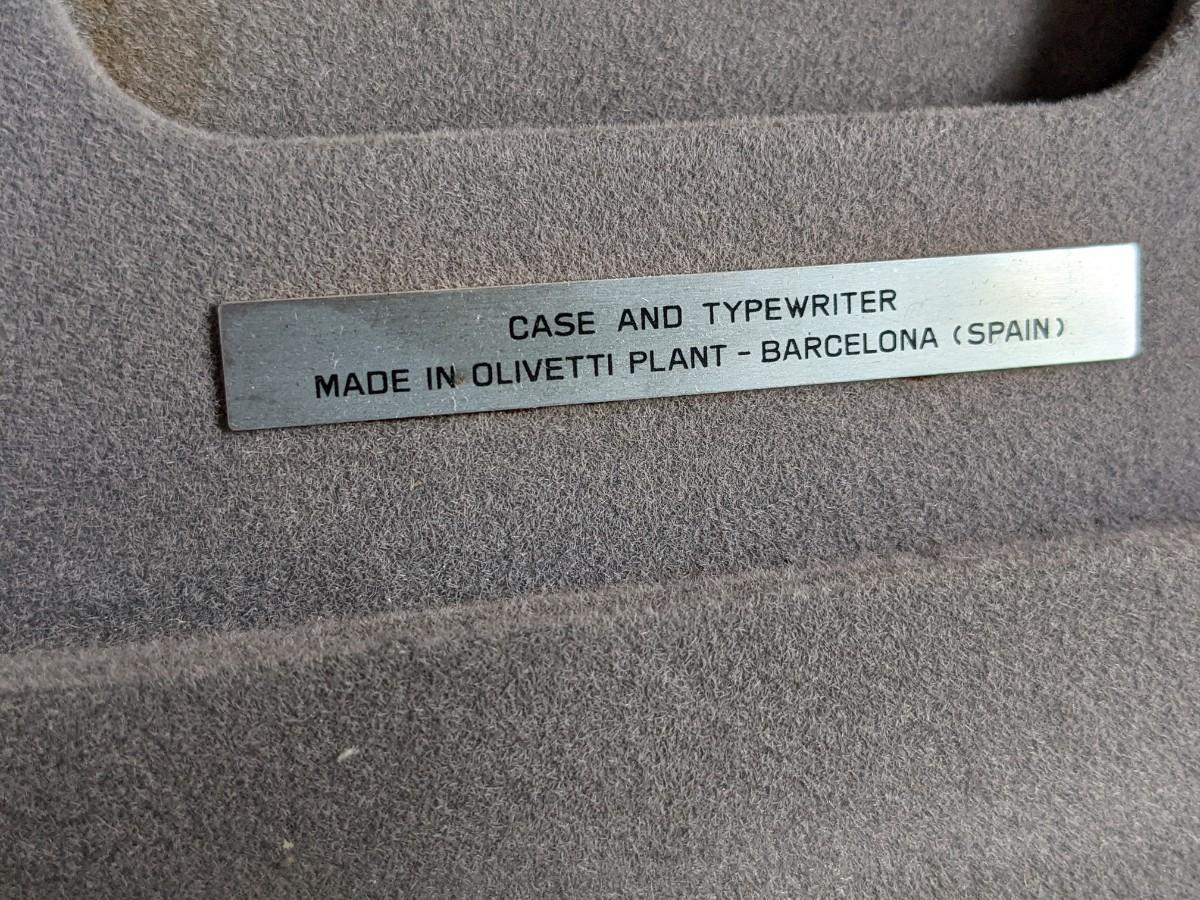 CASE AND TYPEWRITER
MADE IN OLIVETTI PLANT - BARCELONA (SPAIN)